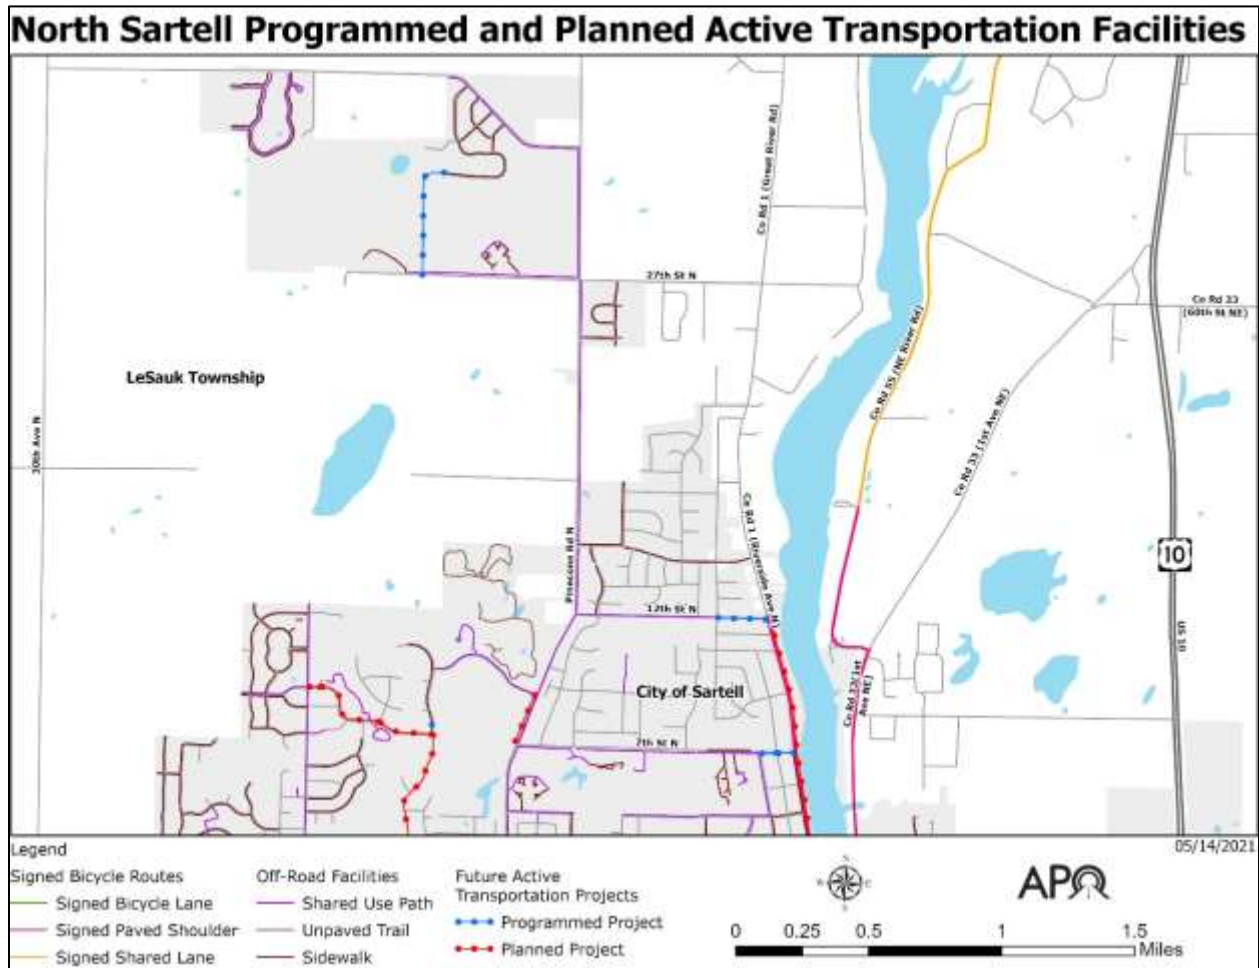 North Sartell Programmed and Planned Active Transportation Facilities
Co Rd 1 (Great River Rd)
27th St N
Co Rd 33
(60th St NE)
LeSauk Township
Co Rd 55 (NE River Rd)
30th Ave N
Co Rd 33 (1st Ave NE)
Pinecone Rd N
Co Rd 1 (Riverside Ave N)
10
12th St N
US 10
City of Sartell
Co Rd 33(1st
Ave NE)
7th St N
05/14/2021
Legend
Signed Bicycle Routes
Signed Bicycle Lane
Signed Paved Shoulder
Signed Shared Lane
Off-Road Facilities
Shared Use Path
Unpaved Trail
Sidewalk
Future Active
Transportation Projects
Programmed Project
Planned Project
N
W E
S
APO
0 0.25 0.5 1 1.5
Miles